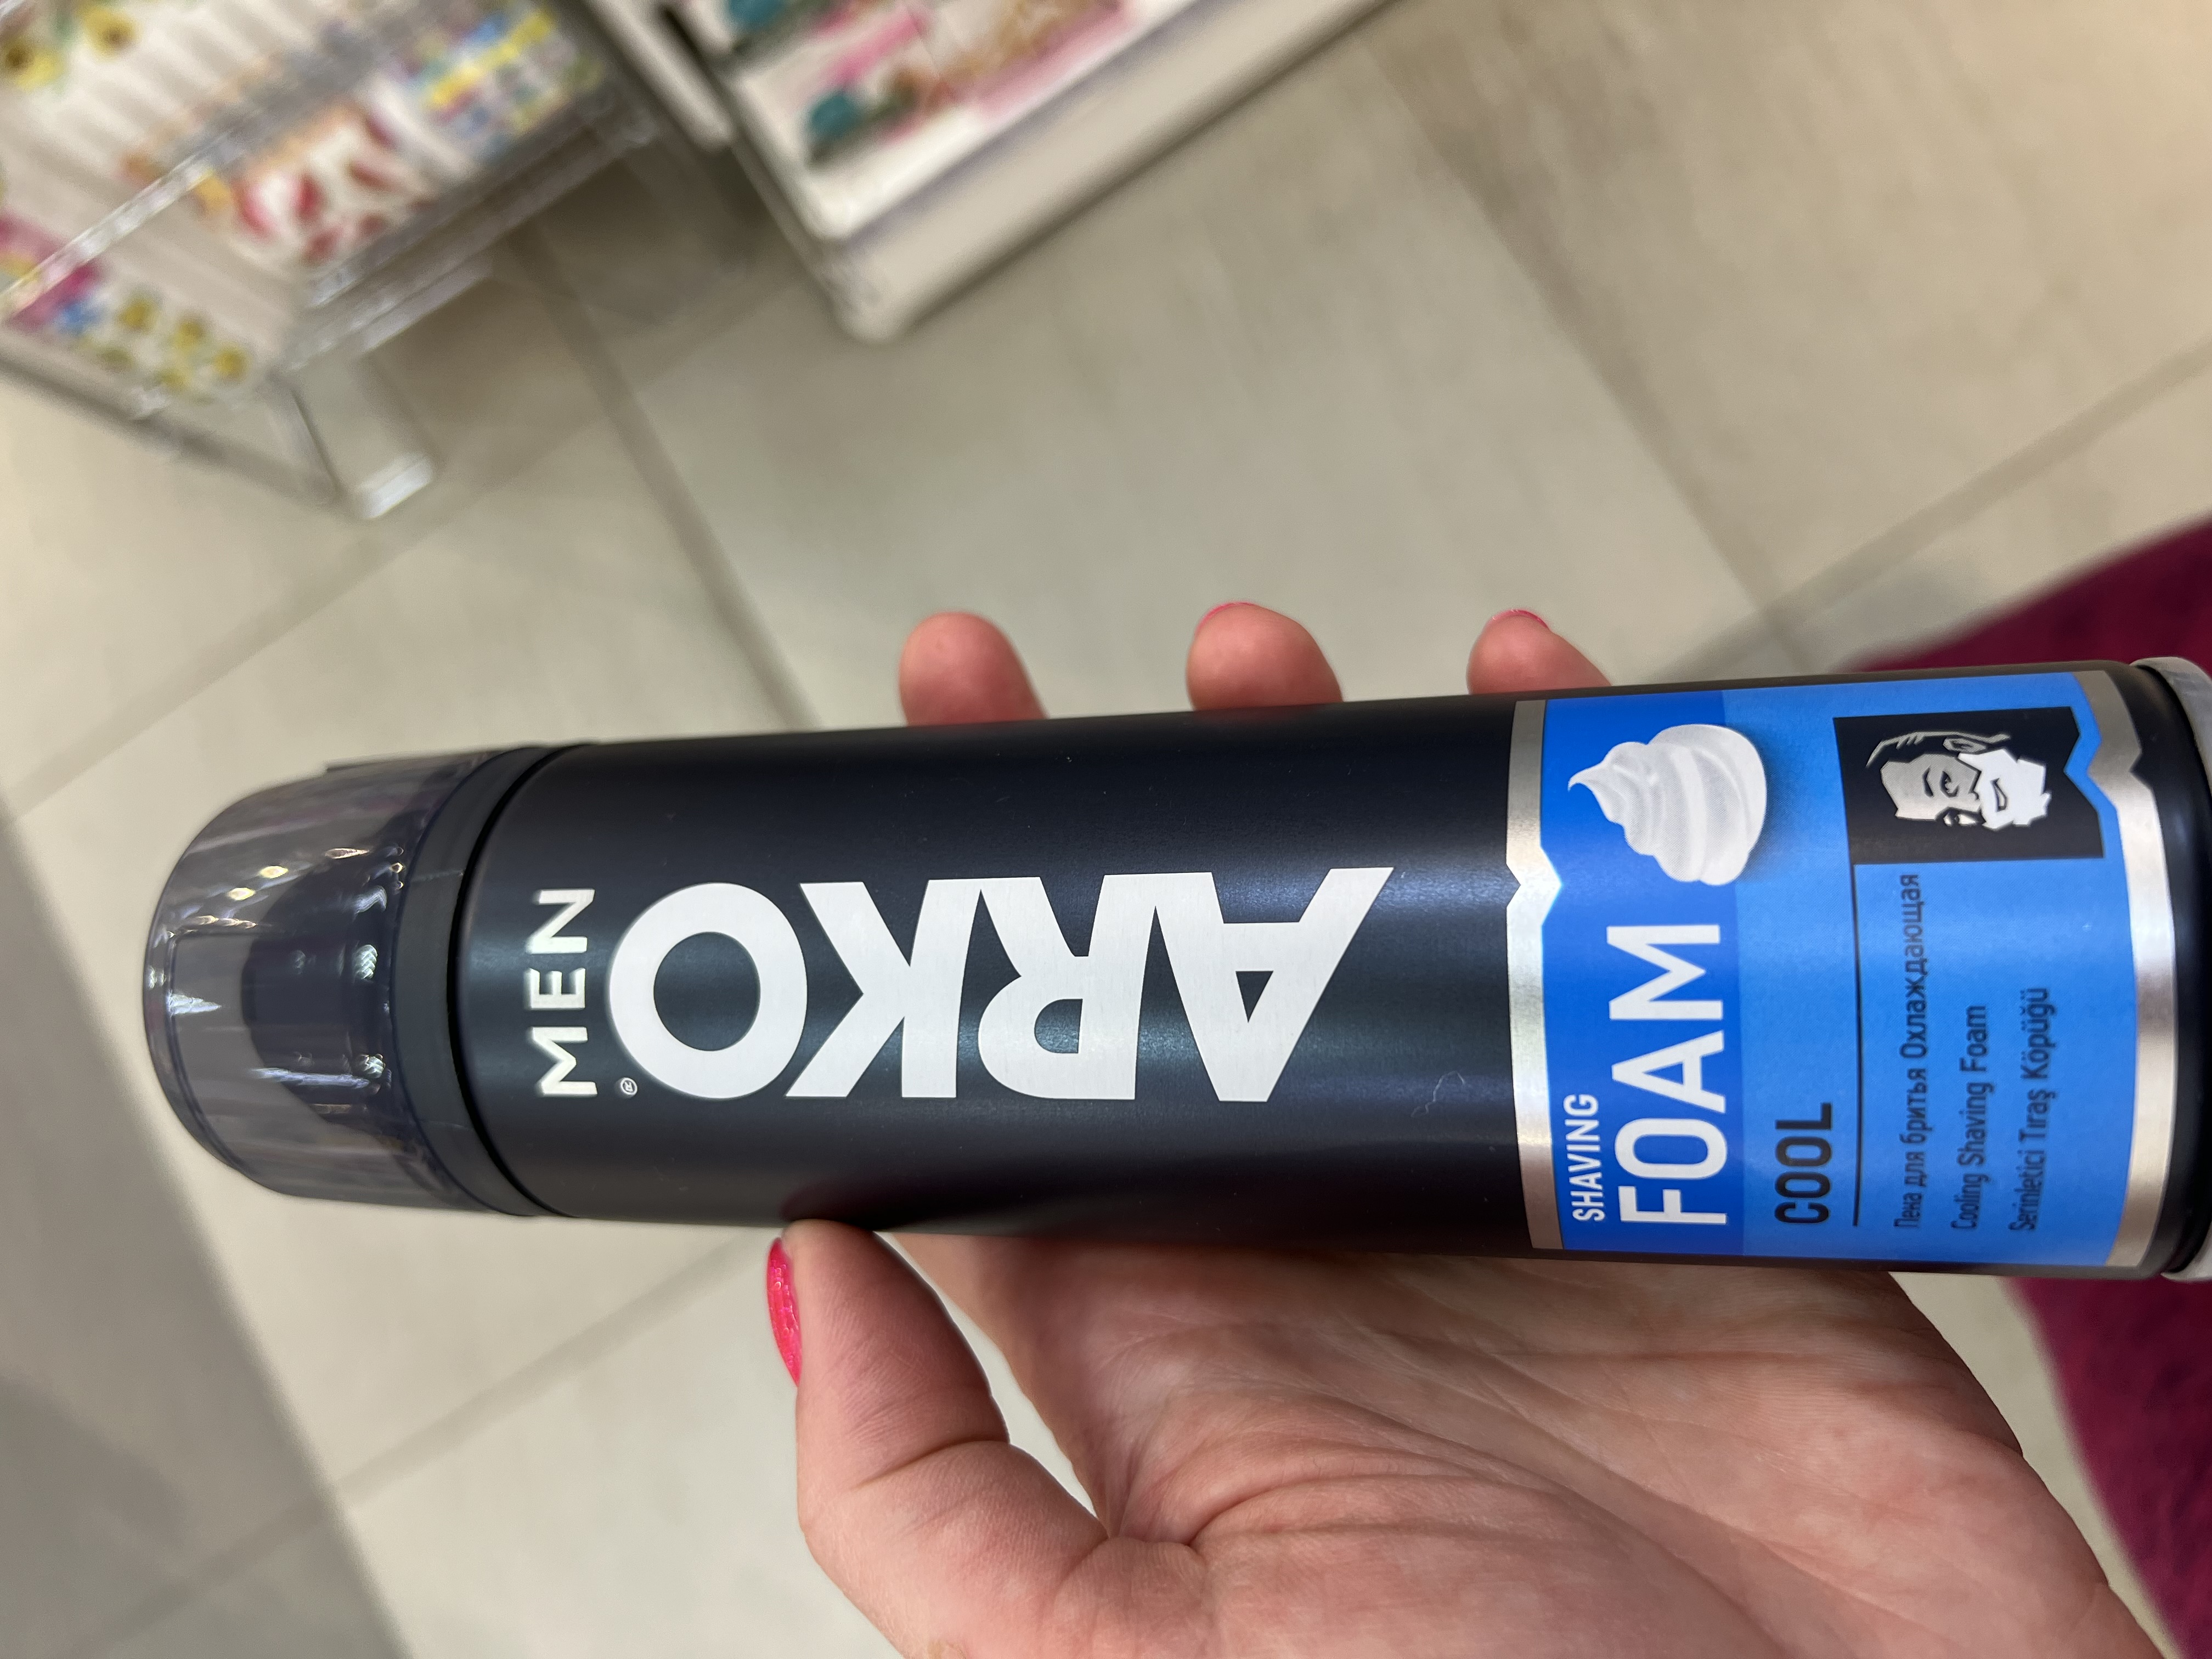 MEN
ARKO
®
SHAVING
FOAM
COOL
Пена для бритья Охлаждающая
Cooling Shaving Foam
Serinletici Tıraş Köpüğü